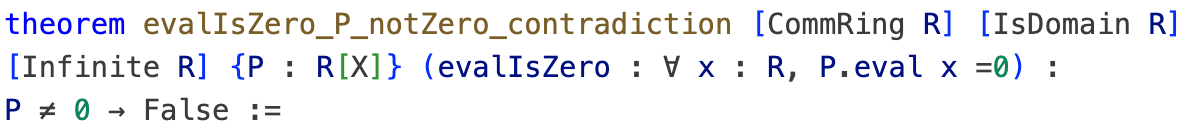 theorem evalIsZero_P_notZero_contradiction [CommRing R] [IsDomain R]
[Infinite R] {P : R[X]} (evalIsZero : ∀ x : R, P.eval x =0) :
P ≠ 0 → False :=